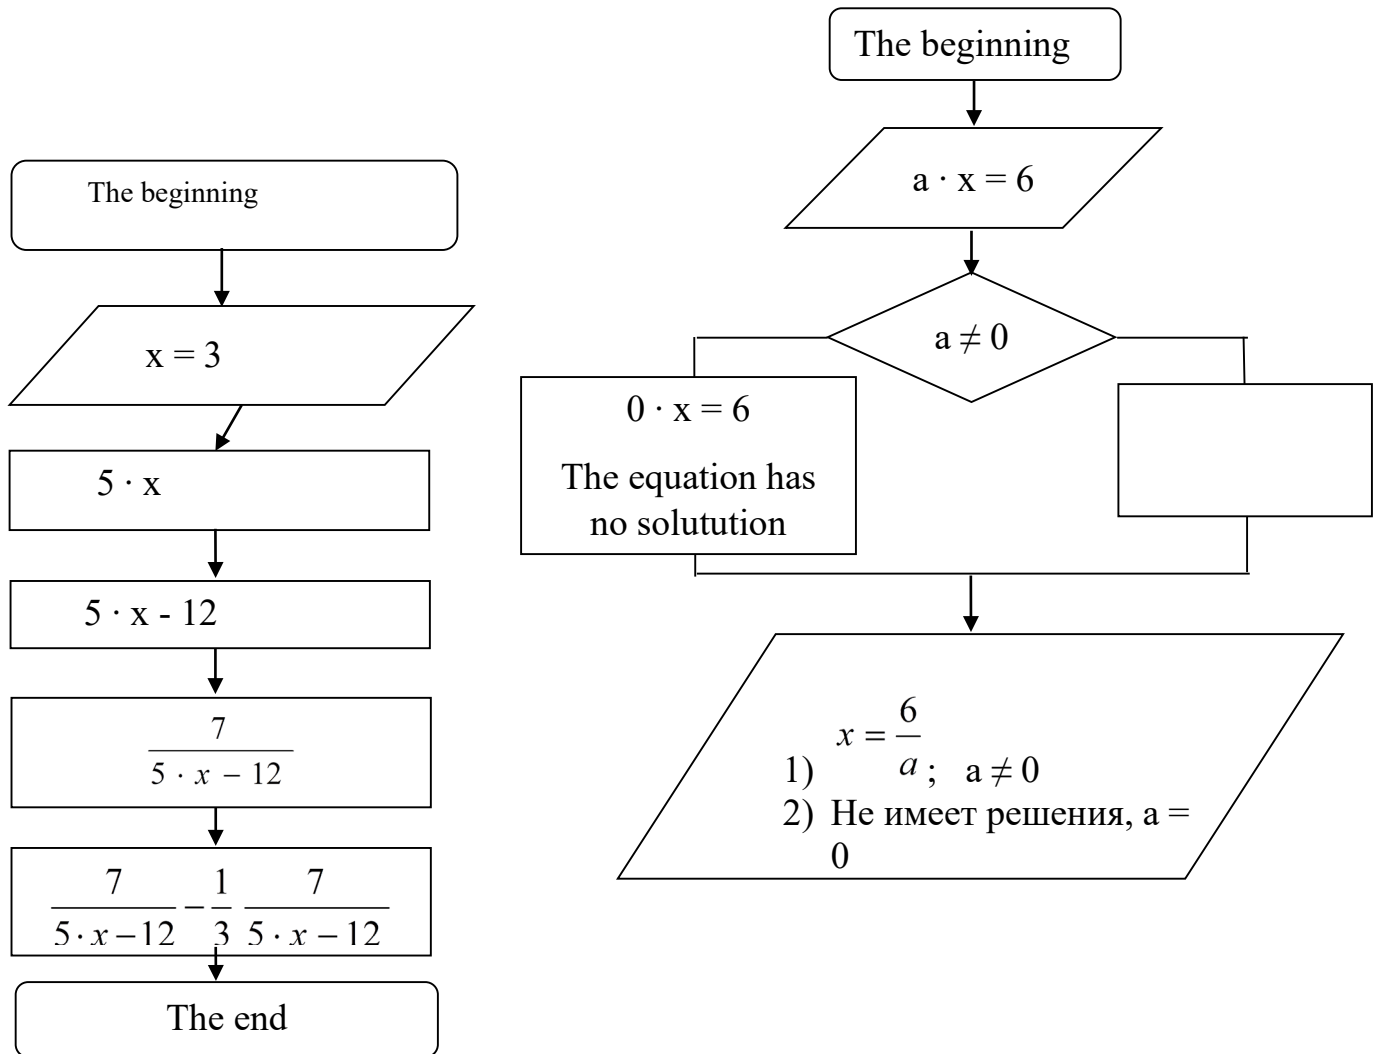 The beginning
x = 3
5 · x
5 · x - 12
7
5 · x − 12
7 1 7
5·x−12 − 3 5·x−12
The end
The beginning
a · x = 6
a ≠ 0
0 · x = 6
The equation has
no solutution
x = 6
1) a ; a ≠ 0
2) Не имеет решения, a =
0